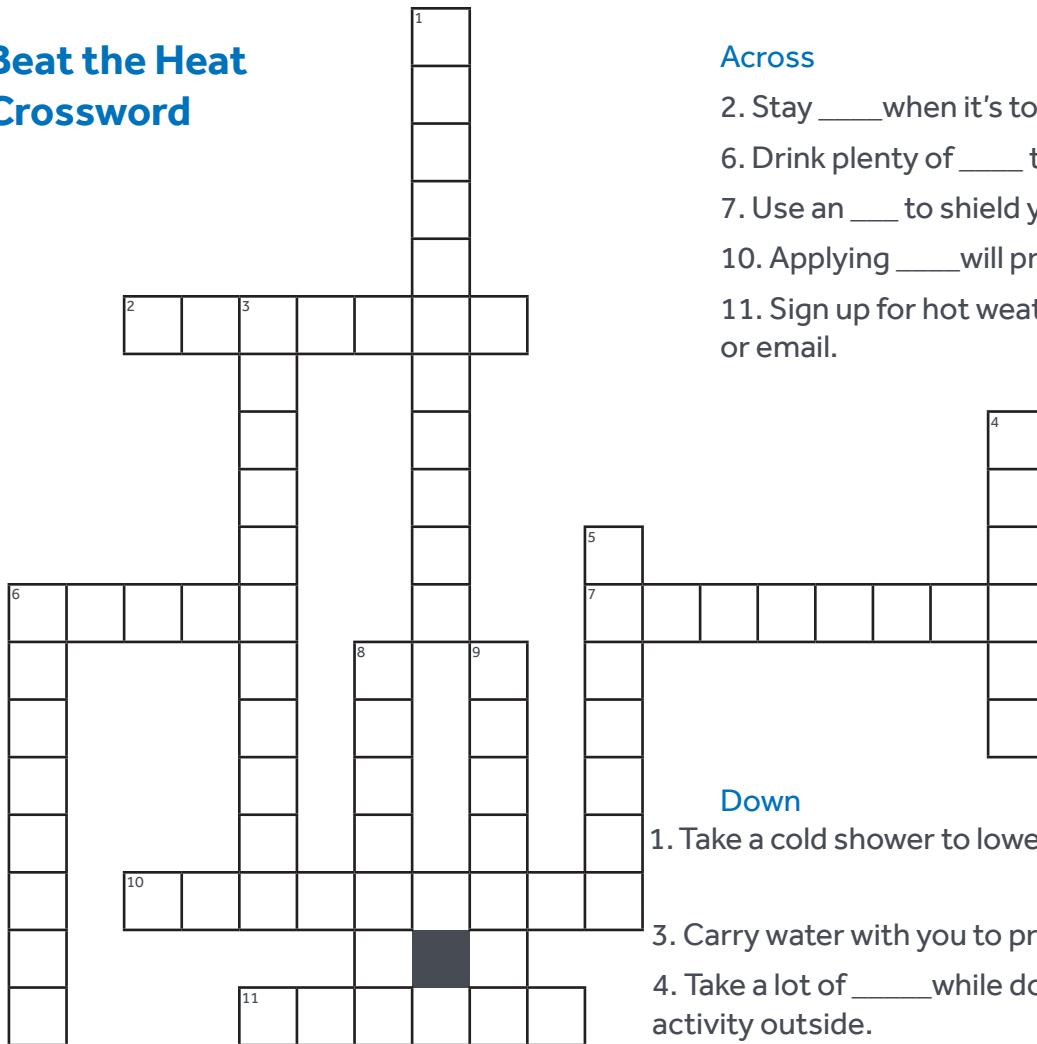 Beat the Heat
Crossword
1
2
3
4
5
6
7
8
9
10
11
Across
2. Stay ____when it's to
6. Drink plenty of ____ t
7. Use an ___ to shield y
10. Applying ____will pr
11. Sign up for hot weat
or email.
Down
1. Take a cold shower to lowe
3. Carry water with you to pr
4. Take a lot of _____while do
activity outside.